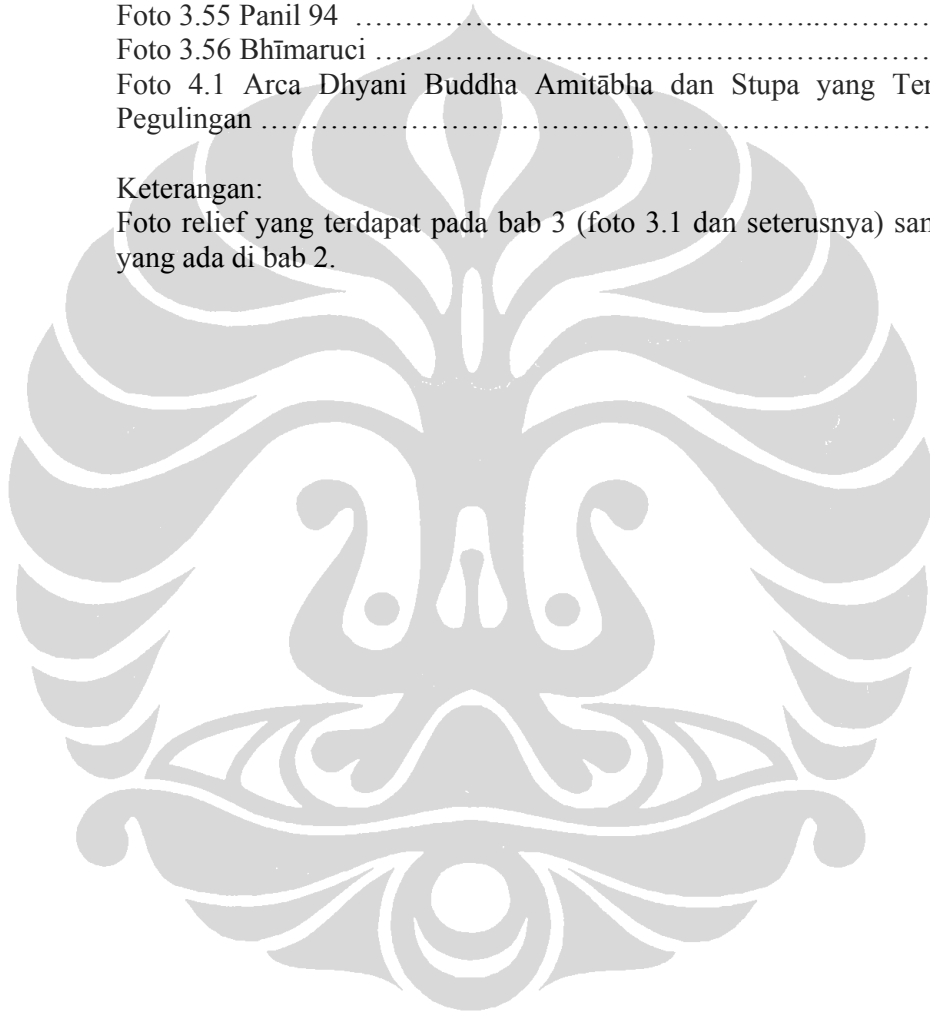 Foto 3.55 Panil 94 ……………………………………………..…………
Foto 3.56 Bhīmaruci …………………………………………..…………
Foto 4.1 Arca Dhyani Buddha Amitābha dan Stupa yang
Pegulingan ………………………………………………………………
Keterangan:
Foto relief yang terdapat pada bab 3 (foto 3.1 dan seterusnya)
yang ada di bab 2.